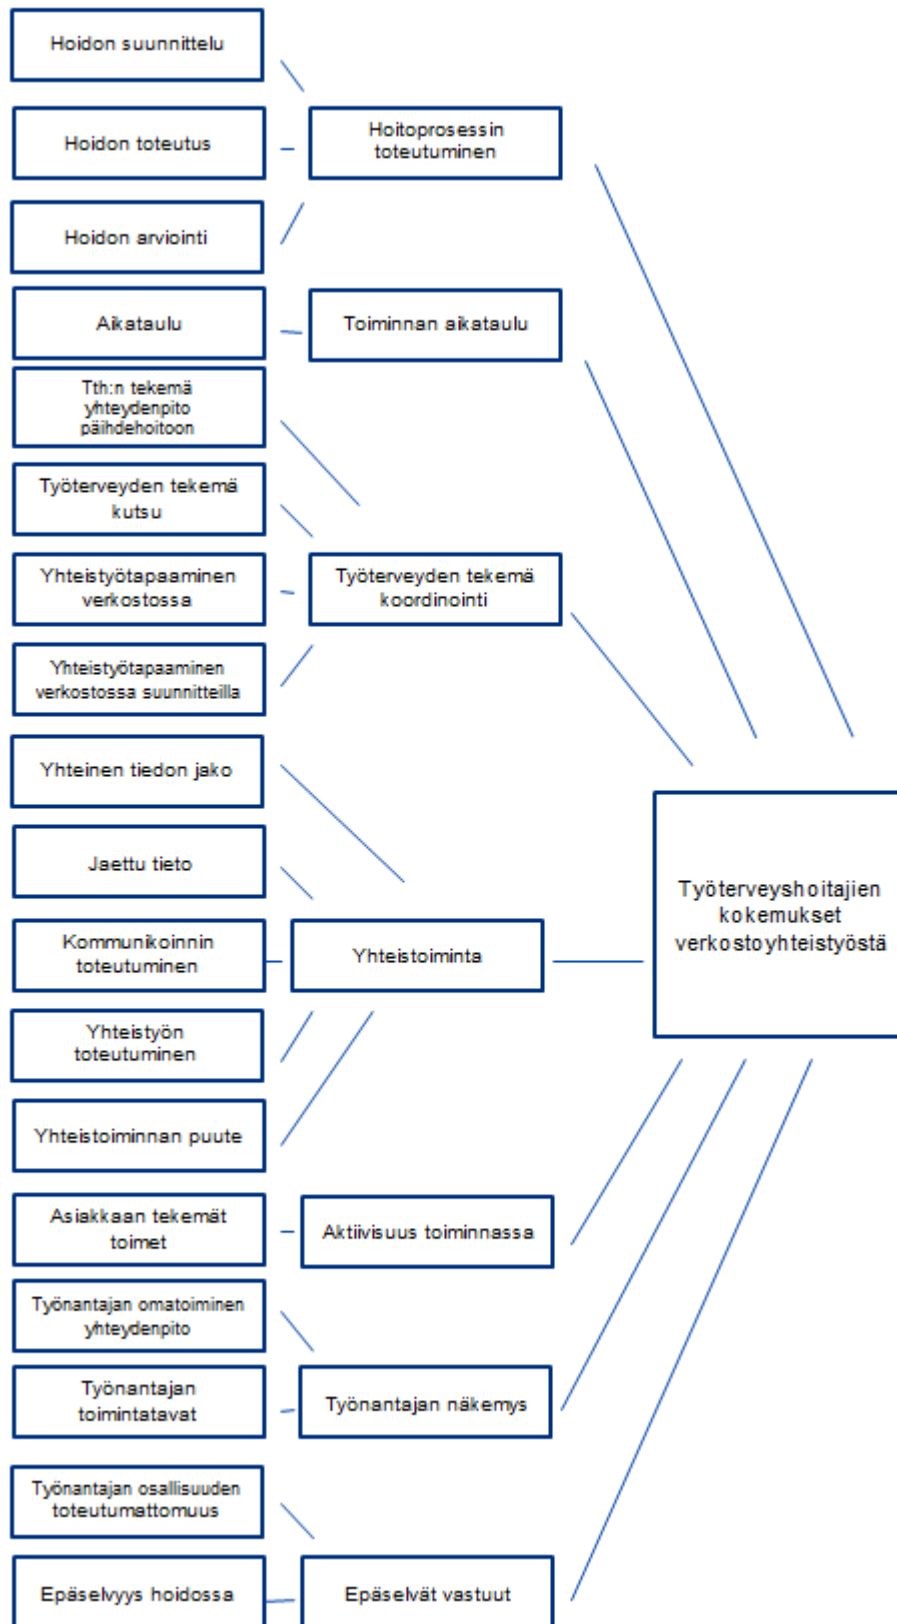 Hoidon suunnittelu
Hoidon toteutus
Hoitoprosessin
toteutuminen
Hoidon arviointi
Aikataulu
Toiminnan aikataulu
Tth:n tekemä
yhteydenpito
päihdehoitoon
Työterveyden tekemä
kutsu
Yhteistyötapaaminen
verkostossa
Työterveyden tekemä
koordinointi
Yhteistyötapaaminen
verkostossa suunnitteilla
Yhteinen tiedon jako
Jaettu tieto
Kommunikoinnin
toteutuminen
Yhteistoiminta
Työterveyshoitajien
kokemukset
verkostoyhteistyöstä
Yhteistyön
toteutuminen
Yhteistoiminnan puute
Asiakkaan tekemät
toimet
Aktiivisuus toiminnassa
Työnantajan omatoiminen
yhteydenpito
Työnantajan
toimintatavat
Työnantajan näkemys
Työnantajan osallisuuden
toteutumattomuus
Epäselvyys hoidossa
Epäselvät vastuut